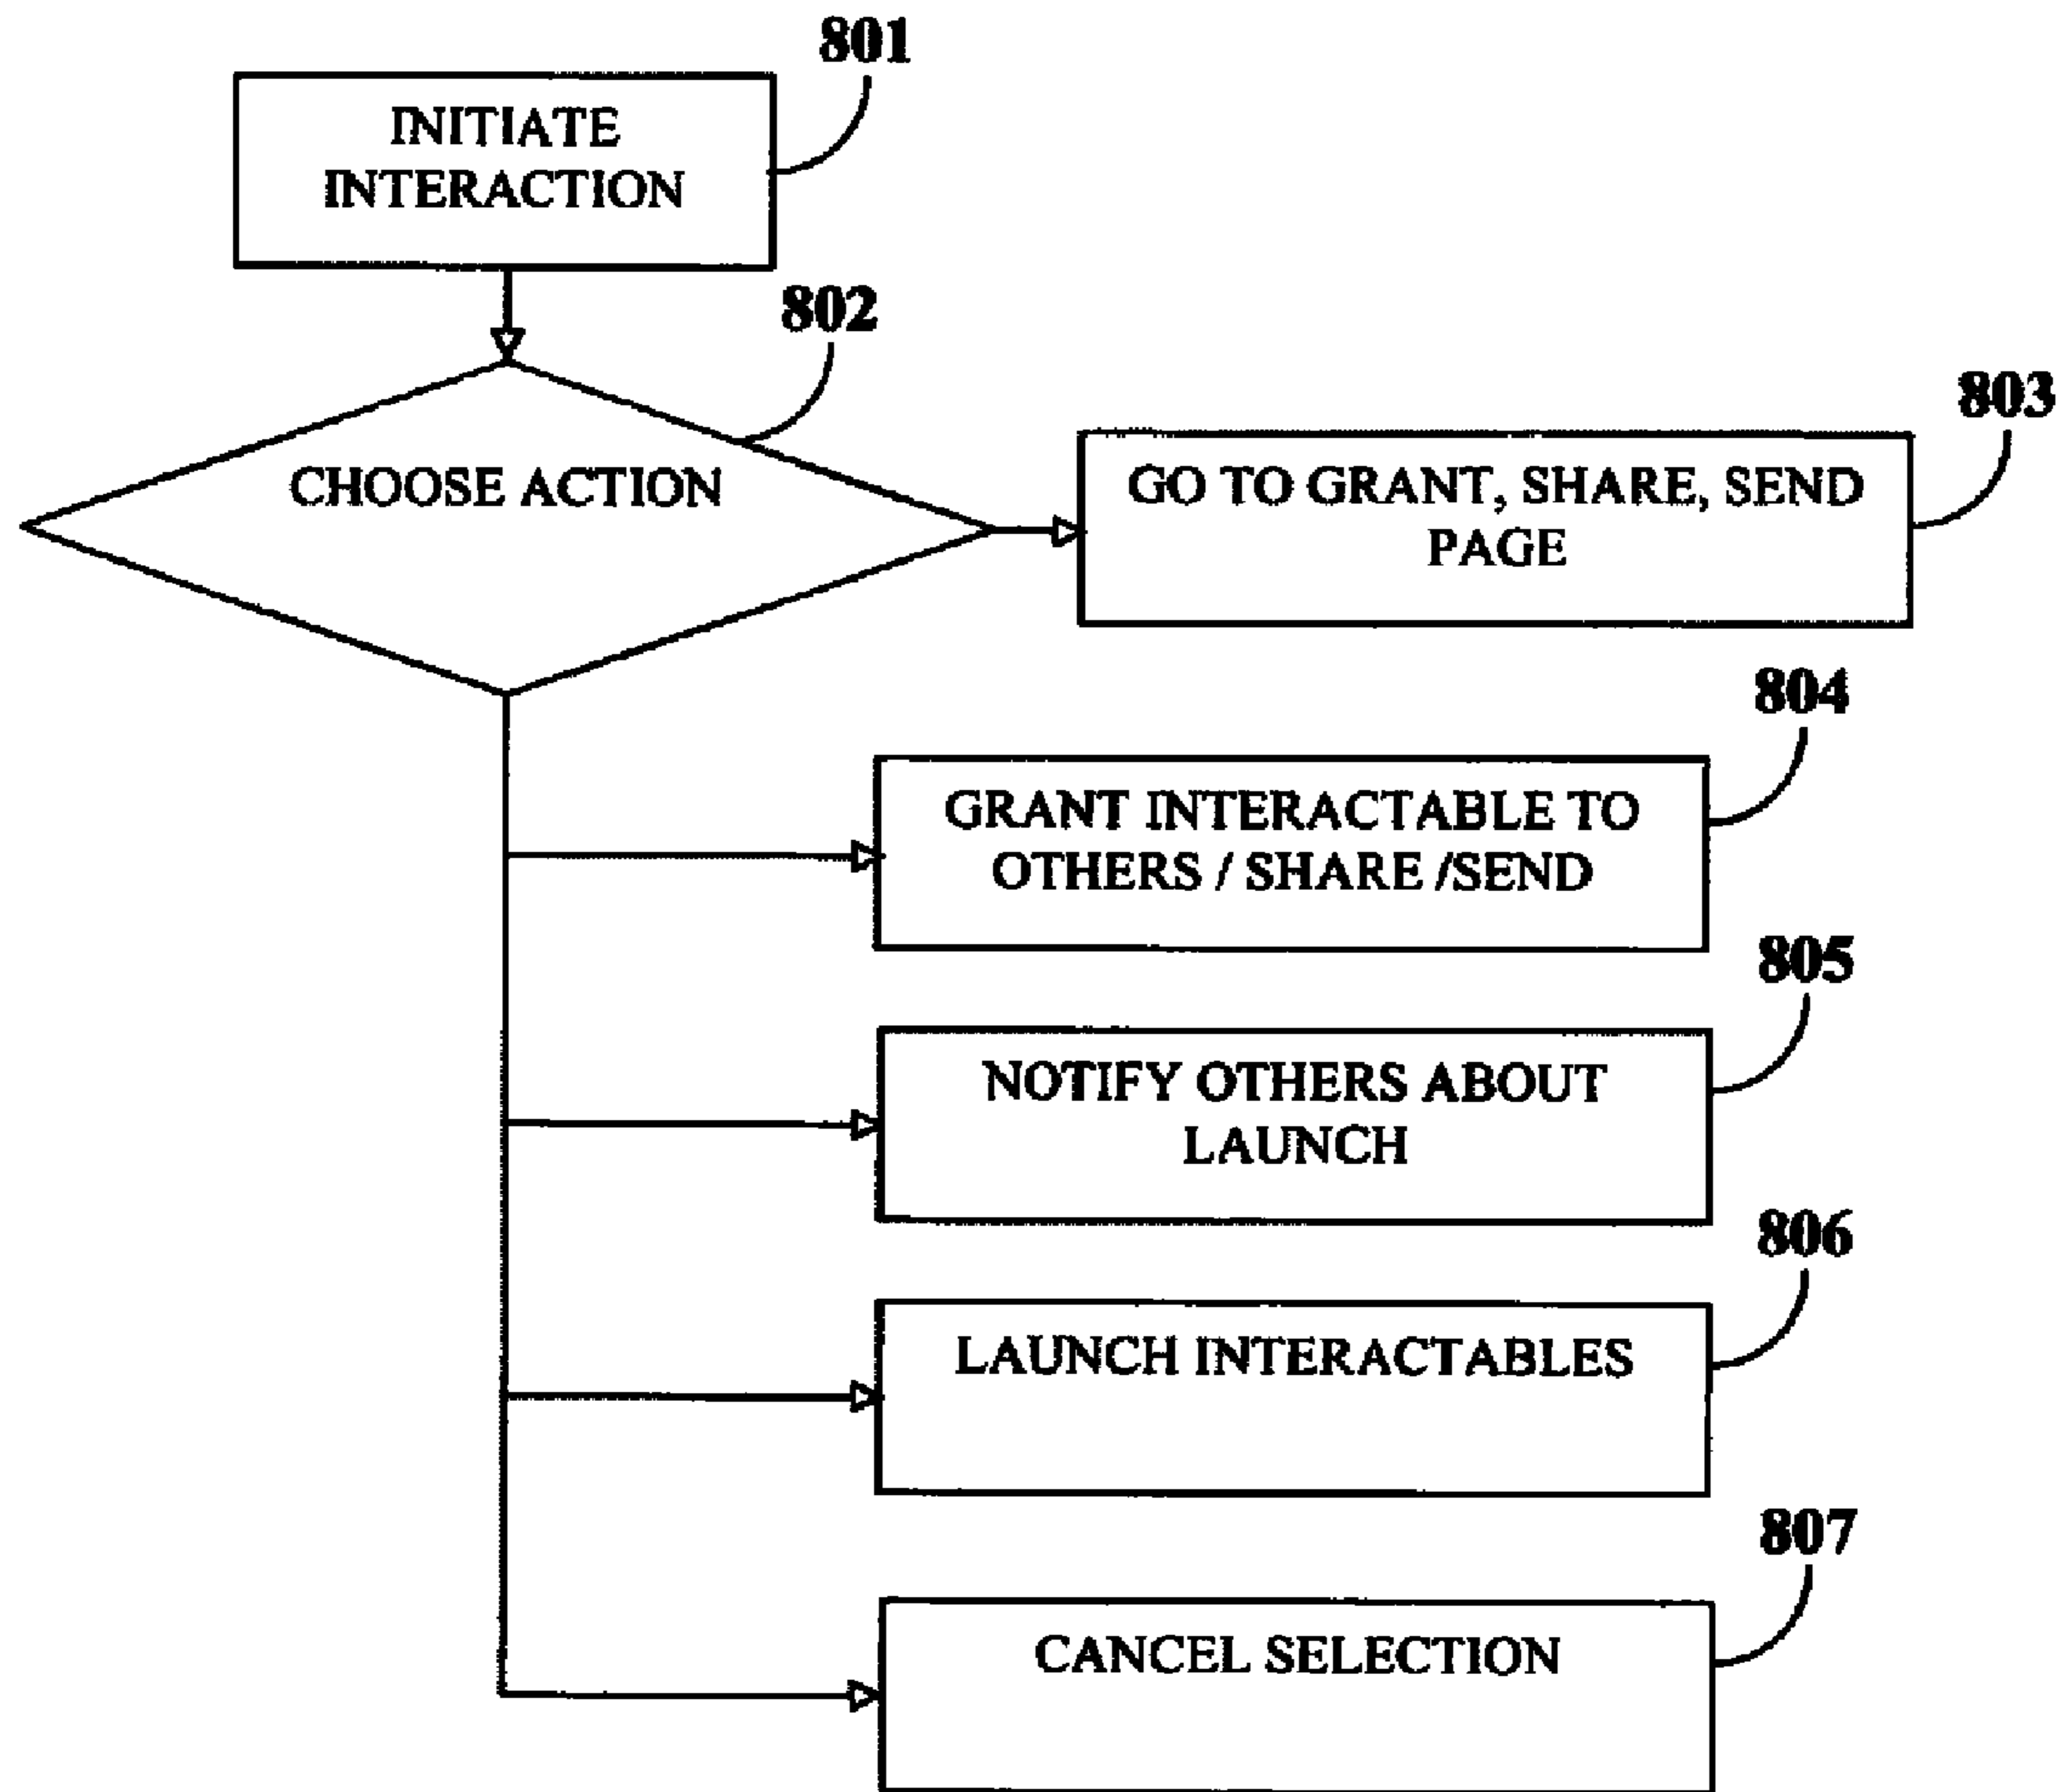 801
INITIATE
INTERACTION
802
CHOOSE ACTION
803
GO TO GRANT, SHARE, SEND
PAGE
804
GRANT INTERACTABLE TO
OTHERS / SHARE /SEND
805
NOTIFY OTHERS ABOUT
LAUNCH
806
LAUNCH INTERACTABLES
807
CANCEL SELECTION